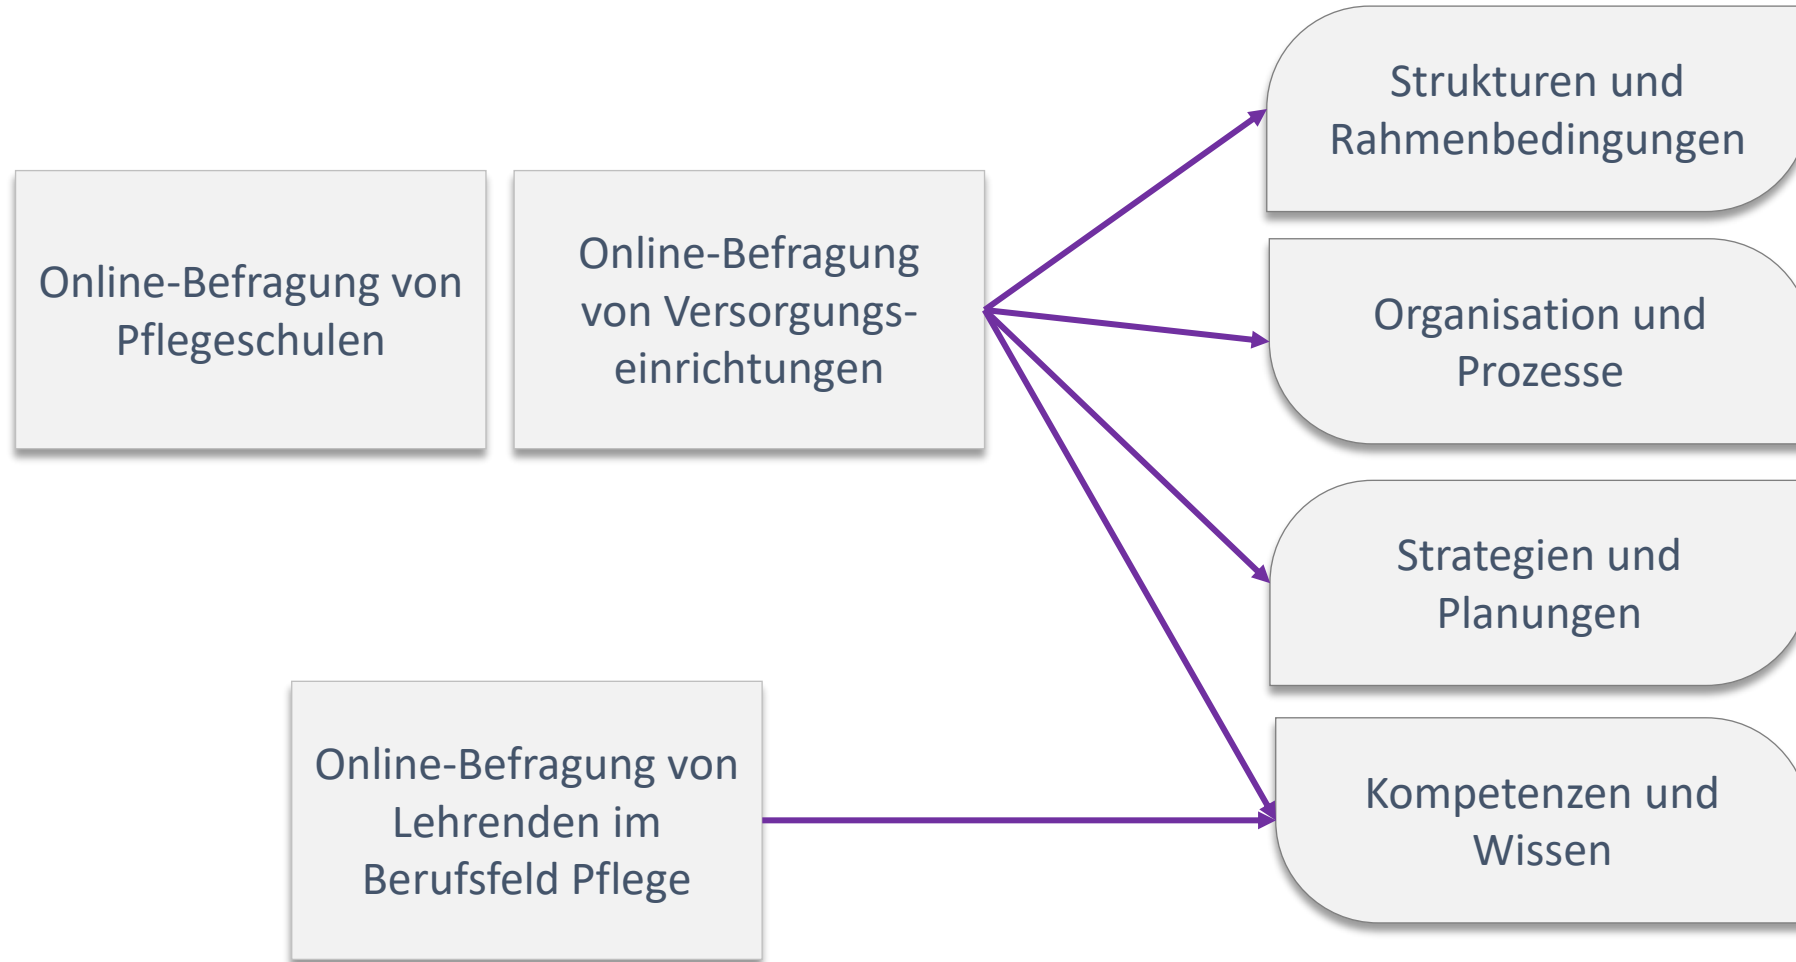 Online-Befragung von
Pflegeschulen
Online-Befragung
von Versorgungs-
einrichtungen
Online-Befragung von
Lehrenden im
Berufsfeld Pflege
Strukturen und
Rahmenbedingungen
Organisation und
Prozesse
Strategien und
Planungen
Kompetenzen und
Wissen